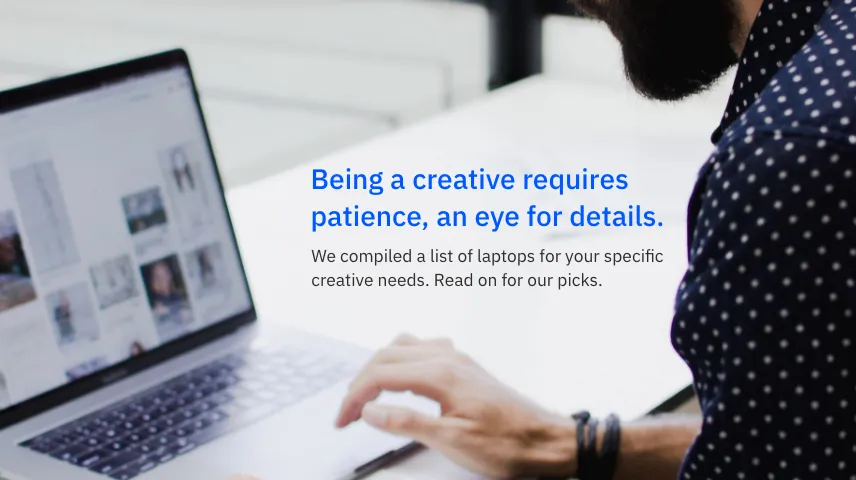 Being a creative requires
patience, an eye for details.
We compiled a list of laptops for your specific
creative needs. Read on for our picks.